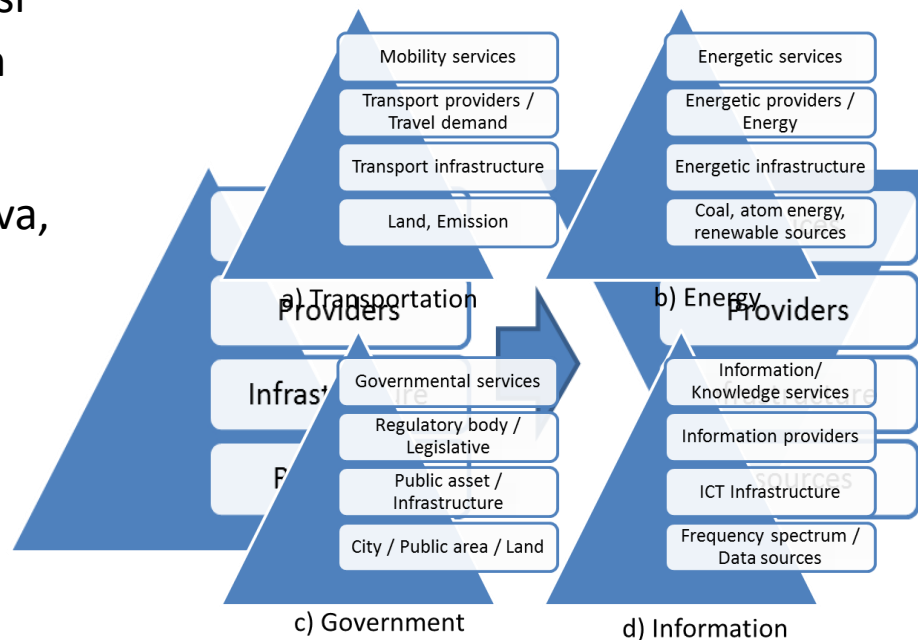 va,
Mobility services
Transport providers /
Travel demand
Transport infrastructure
Land, Emission
a) Transportation
Energetic services
Energetic providers /
Energy
Energetic infrastructure
Coal, atom energy,
renewable sources
b) Energy
Providers
Providers
Governmental services
Regulatory body /
Legislative
Public asset /
Infrastructure
City / Public area / Land
c) Government
Information/
Knowledge services
Information providers
ICT Infrastructure
Frequency spectrum /
Data sources
d) Information